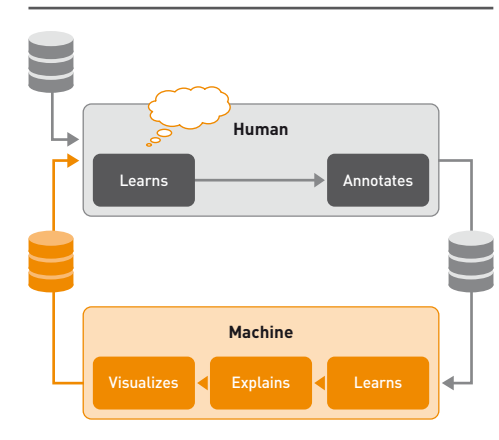 Human
Learns
Annotates
Machine
Visualizes
Explains
Learns